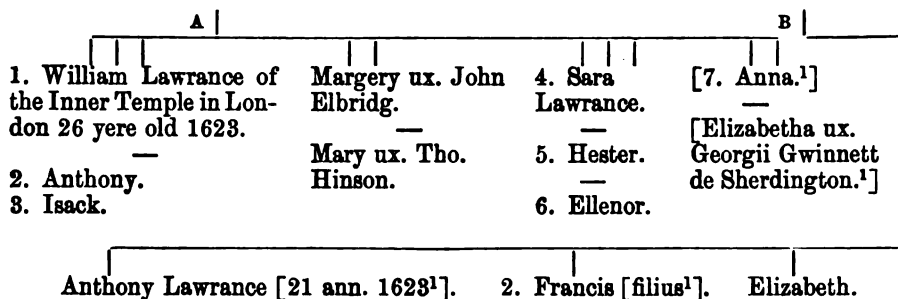 A B
1. William Lawrance of
the Inner Temple in Lon-
don 26 yere old 1623.
—
2. Anthony.
3. Isack.
Margery ux. John
Elbridg.
—
Mary ux. Tho.
Hinson.
4. Sara
Lawrance.
—
5. Hester.
—
6. Ellenor.
[7. Anna.¹]
—
[Elizabetha ux.
Georgii Gwinnett
de Sherdington.¹]
Anthony Lawrance [21 ann. 1623¹]. 2. Francis [filius¹]. Elizabeth.